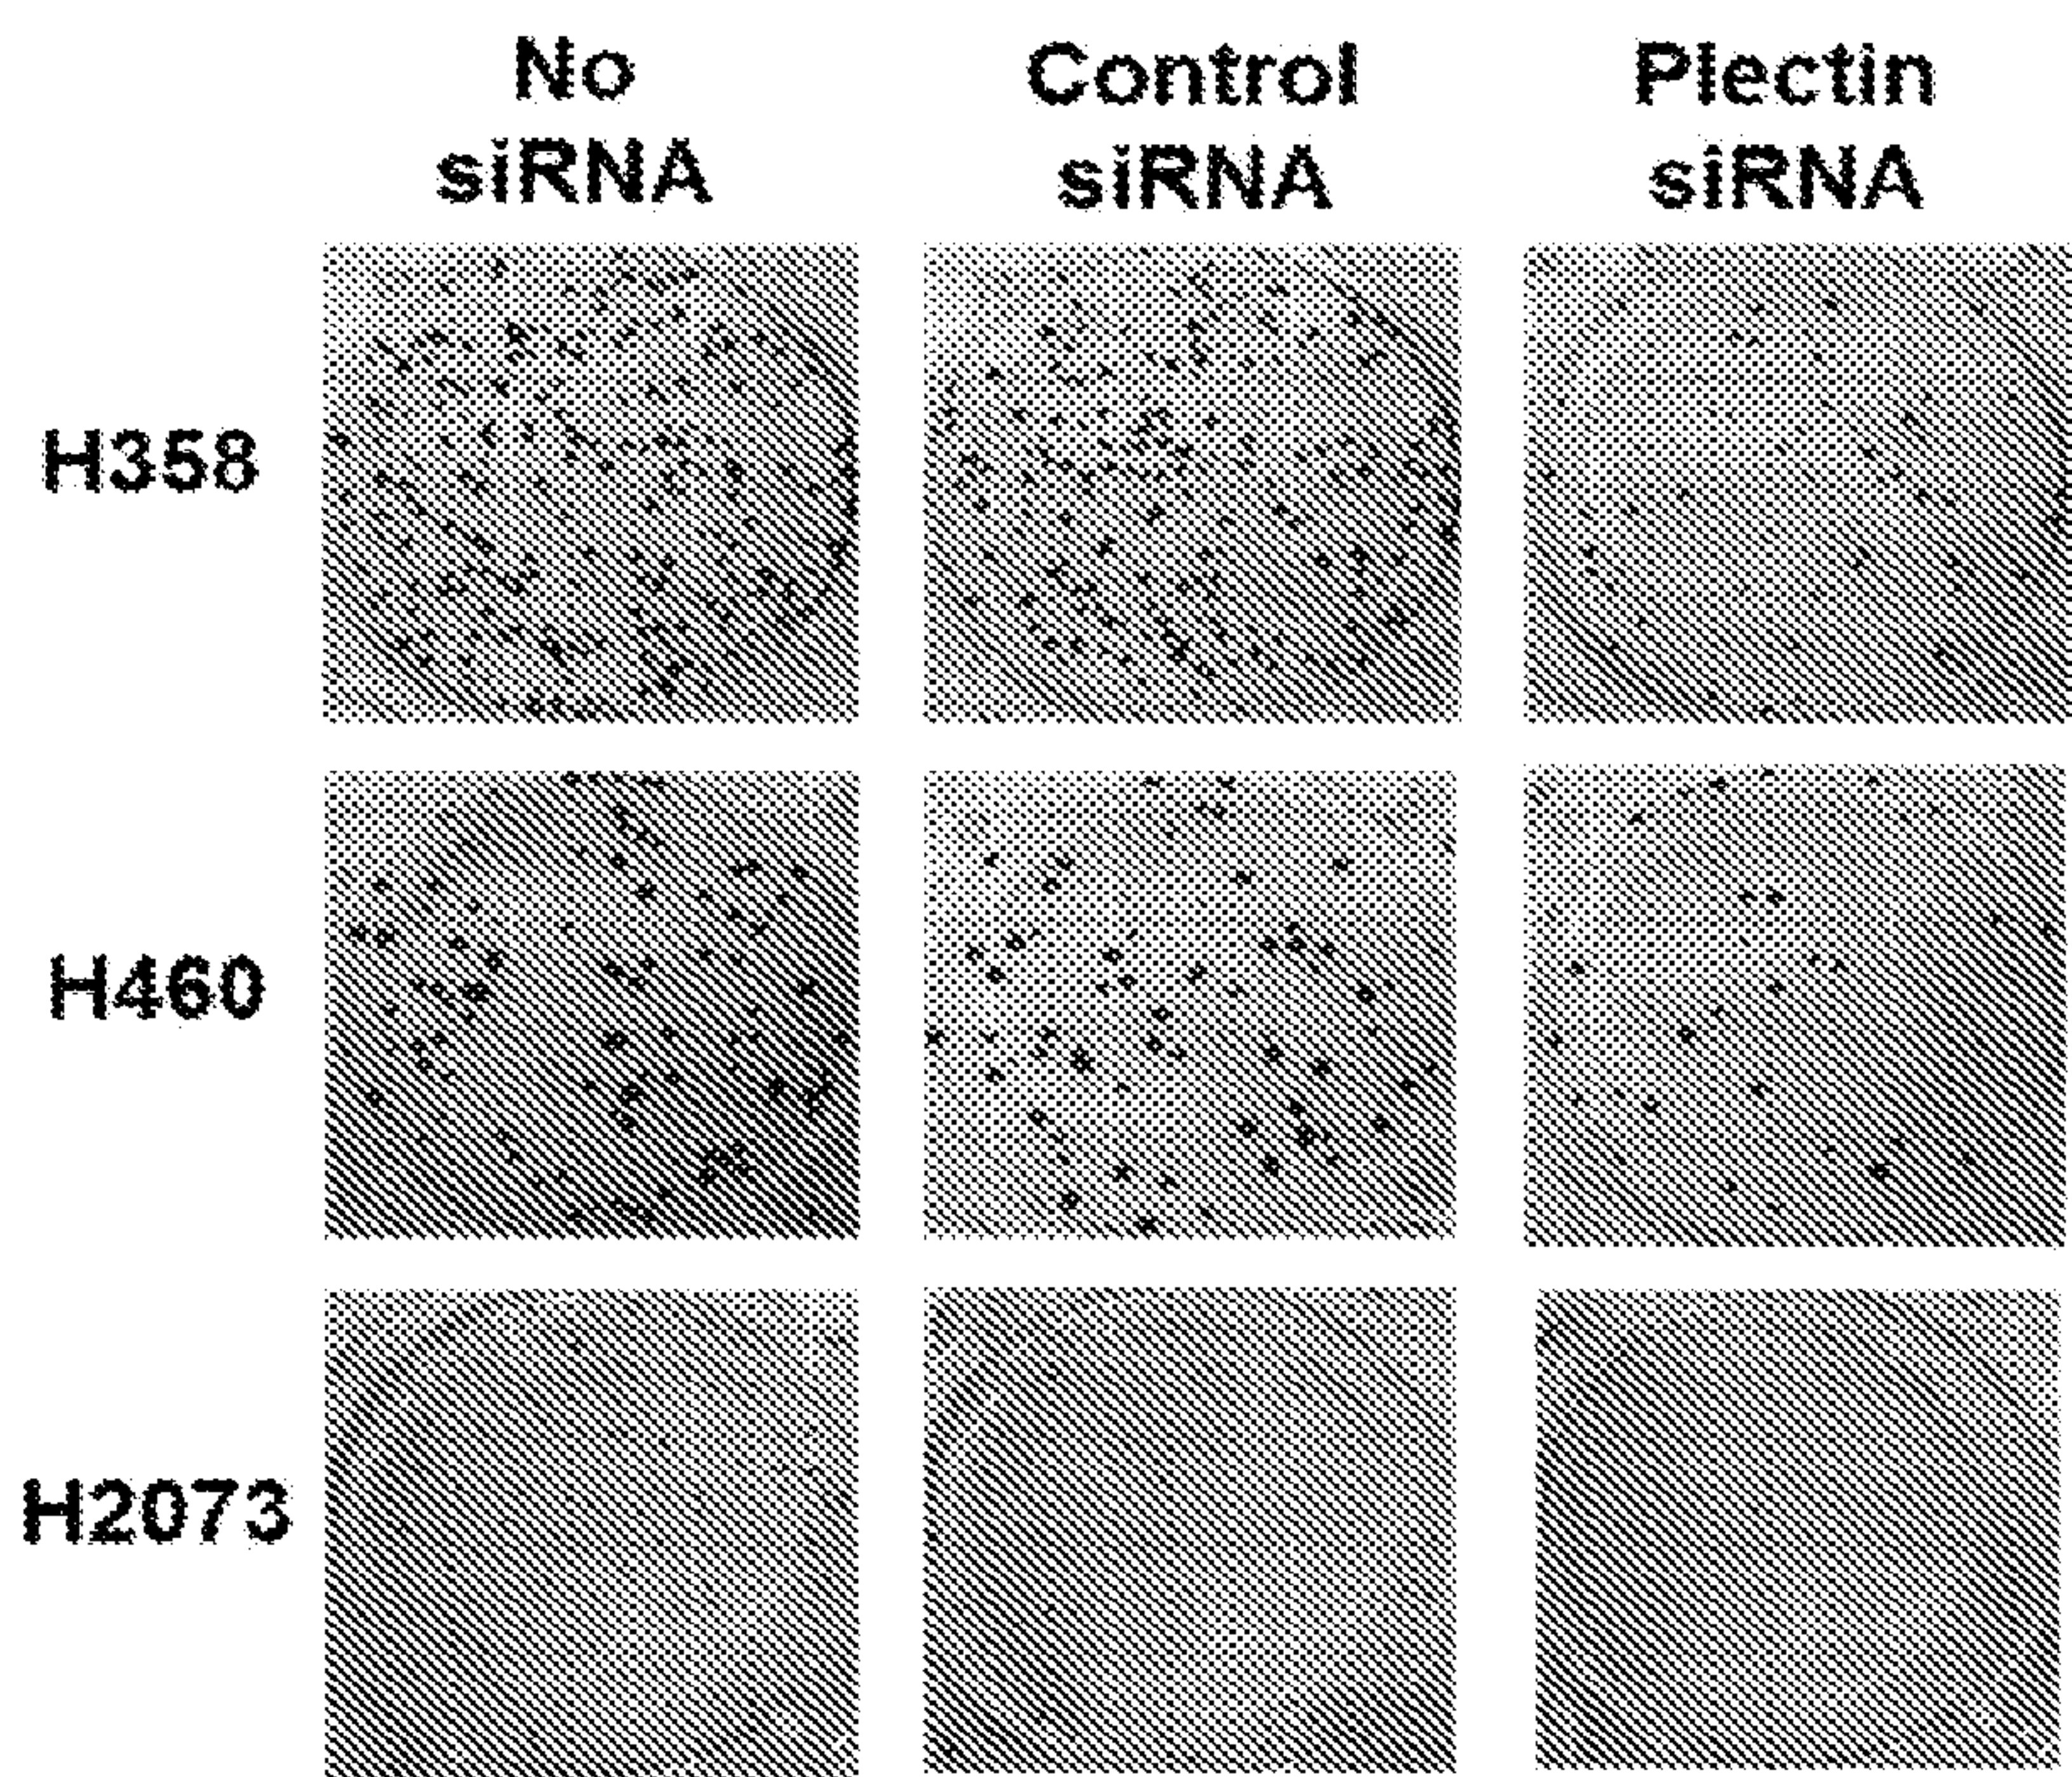 No
siRNA
Control
siRNA
Plectin
siRNA
H358
H460
H2073